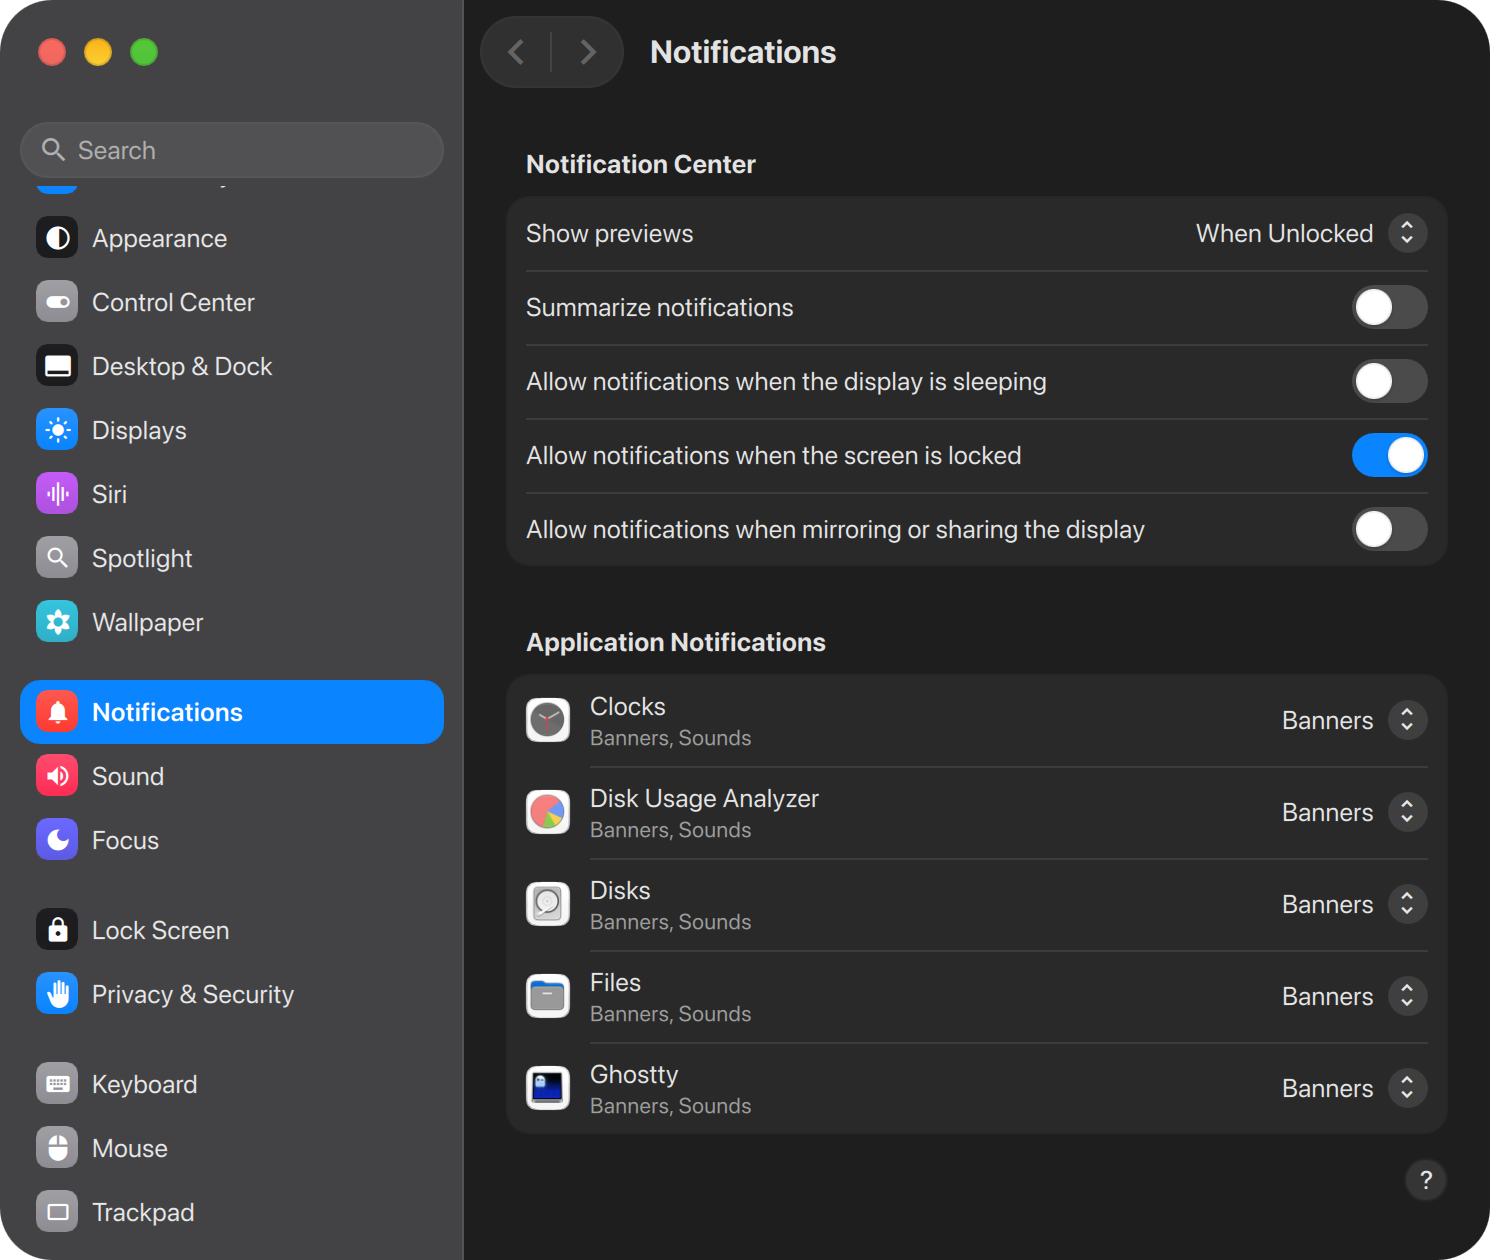 Search
Appearance
Control Center
Desktop & Dock
Displays
Siri
Spotlight
Wallpaper
Notifications
Sound
Focus
Lock Screen
Privacy & Security
Keyboard
Mouse
Trackpad
Notifications
Notification Center
Show previews When Unlocked
Summarize notifications
Allow notifications when the display is sleeping
Allow notifications when the screen is locked
Allow notifications when mirroring or sharing the display
Application Notifications
Clocks
Banners, Sounds
Banners
Disk Usage Analyzer
Banners, Sounds
Banners
Disks
Banners, Sounds
Banners
Files
Banners, Sounds
Banners
Ghostty
Banners, Sounds
Banners
?